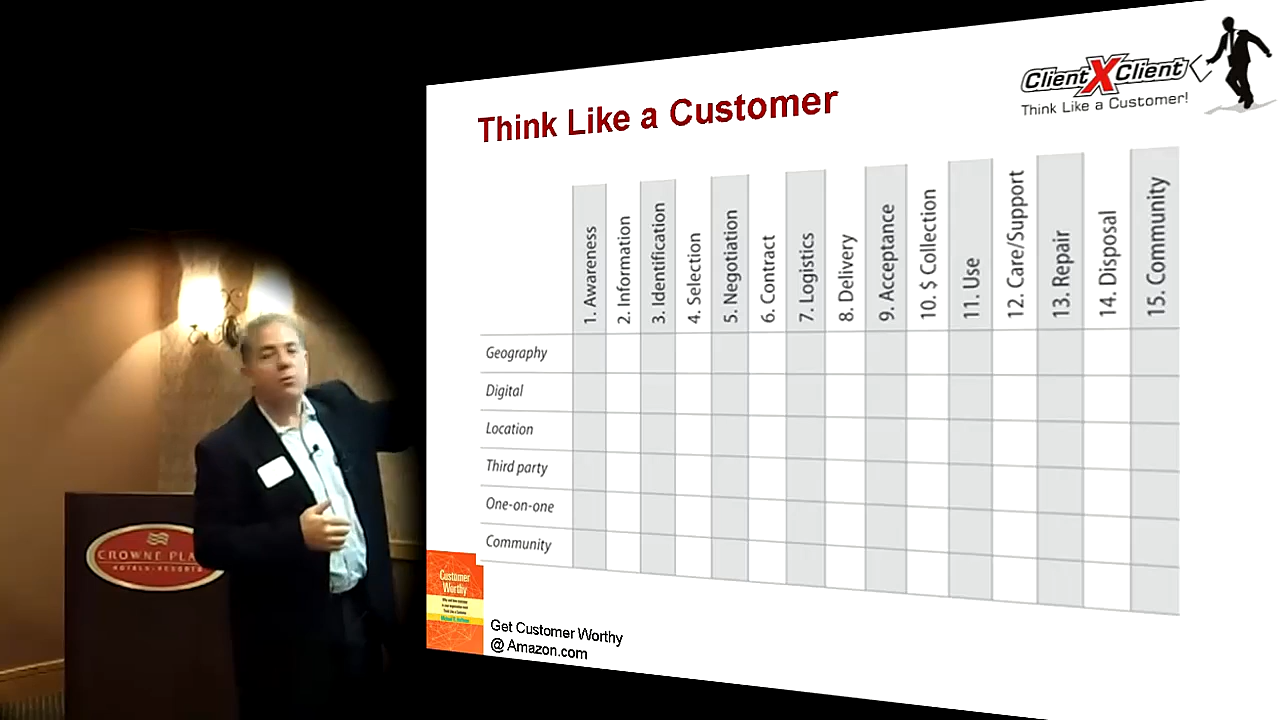 Think Like a Customer
Client X Client
Think Like a Customer!
1. Awareness
2. Information
3. Identification
4. Selection
5. Negotiation
6. Contract
7. Logistics
8. Delivery
9. Acceptance
10. $ Collection
11. Use
12. Care/Support
13. Repair
14. Disposal
15. Community
Geography
Digital
Location
Third party
One-on-one
Community
CROWNE PLA
HOTELS • RESORTS
Customer
Worthy
Get Customer Worthy
@ Amazon.com